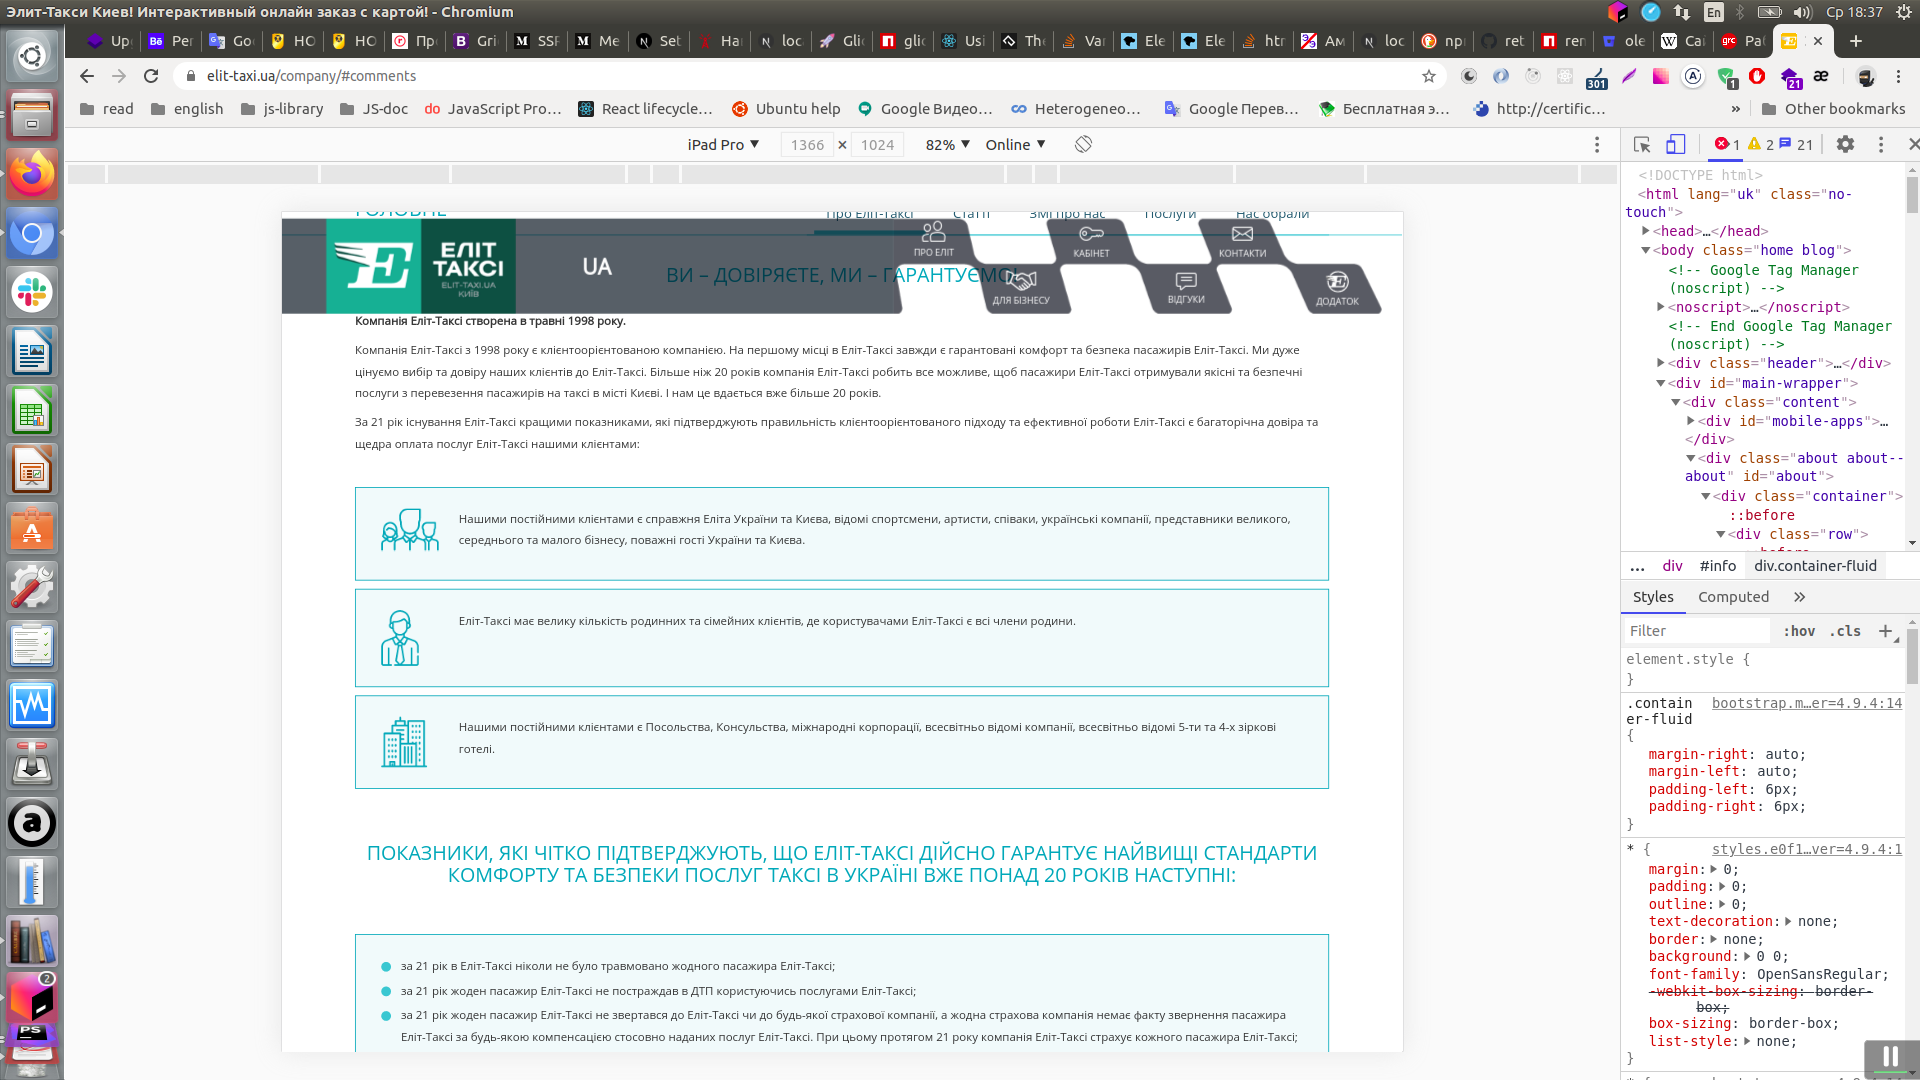 Элит-Такси Киев! Интерактивный онлайн заказ с картой! - Chromium
En
Ср 18:37
Up
Per
Go
НО
НО
Пр
Gri
SSF
Me
Set
Ha
loc
Glic
glic
Usi
The
Var
Ele
Ele
htr
Ам
loc
npr
ret
ren
ole
Cai
Pal
elit-taxi.ua/company/#comments
301
1
21
read
english
js-library
JS-doc
JavaScript Pro…
React lifecycle…
Ubuntu help
Google Видео…
Heterogeneo…
Google Перев…
Бесплатная э…
http://certific…
»
Other bookmarks
iPad Pro ▼
1366 × 1024
82% ▼
Online ▼
1 2 21
ГОЛОВНЕ
Про Еліт-Таксі
Статті
ЗМІ про нас
Послуги
Нас обрали
ЕЛІТ ТАКСІ
ELIT-TAXI.UA
КИЇВ
UA
ВИ – ДОВІРЯЄТЕ, МИ – ГАРАНТУЄМО!
ПРО ЕЛІТ
КАБІНЕТ
КОНТАКТИ
ДЛЯ БІЗНЕСУ
ВІДГУКИ
ДОДАТОК
Компанія Еліт-Таксі створена в травні 1998 року.
Компанія Еліт-Таксі з 1998 року є клієнтоорієнтованою компанією. На першому місці в Еліт-Таксі завжди є гарантовані комфорт та безпека пасажирів Еліт-Таксі. Ми дуже
цінуємо вибір та довіру наших клієнтів до Еліт-Таксі. Більше ніж 20 років компанія Еліт-Таксі робить все можливе, щоб пасажири Еліт-Таксі отримували якісні та безпечні
послуги з перевезення пасажирів на таксі в місті Києві. І нам це вдається вже більше 20 років.
За 21 рік існування Еліт-Таксі кращими показниками, які підтверджують правильність клієнтоорієнтованого підходу та ефективної роботи Еліт-Таксі є багаторічна довіра та
щедра оплата послуг Еліт-Таксі нашими клієнтами:
Нашими постійними клієнтами є справжня Еліта України та Києва, відомі спортсмени, артисти, співаки, українські компанії, представники великого,
середнього та малого бізнесу, поважні гості України та Києва.
Еліт-Таксі має велику кількість родинних та сімейних клієнтів, де користувачами Еліт-Таксі є всі члени родини.
Нашими постійними клієнтами є Посольства, Консульства, міжнародні корпорації, всесвітньо відомі компанії, всесвітньо відомі 5-ти та 4-х зіркові
готелі.
ПОКАЗНИКИ, ЯКІ ЧІТКО ПІДТВЕРДЖУЮТЬ, ЩО ЕЛІТ-ТАКСІ ДІЙСНО ГАРАНТУЄ НАЙВИЩІ СТАНДАРТИ
КОМФОРТУ ТА БЕЗПЕКИ ПОСЛУГ ТАКСІ В УКРАЇНІ ВЖЕ ПОНАД 20 РОКІВ НАСТУПНІ:
за 21 рік в Еліт-Таксі ніколи не було травмовано жодного пасажира Еліт-Таксі;
за 21 рік жоден пасажир Еліт-Таксі не постраждав в ДТП користуючись послугами Еліт-Таксі;
за 21 рік жоден пасажир Еліт-Таксі не звертався до Еліт-Таксі чи до будь-якої страхової компанії, а жодна страхова компанія немає факту звернення пасажира
Еліт-Таксі за будь-якою компенсацією стосовно наданих послуг Еліт-Таксі. При цьому протягом 21 року компанія Еліт-Таксі страхує кожного пасажира Еліт-Таксі;
<!DOCTYPE html>
<html lang="uk" class="no-
touch">
<head>…</head>
<body class="home blog">
<!-- Google Tag Manager
(noscript) -->
<noscript>…</noscript>
<!-- End Google Tag Manager
(noscript) -->
<div class="header">…</div>
<div id="main-wrapper">
<div class="content">
<div id="mobile-apps">…
</div>
<div class="about about--
about" id="about">
<div class="container">
::before
<div class="row">
::before
… div #info div.container-fluid
Styles Computed »
Filter :hov .cls +
element.style {
}
.contain bootstrap.m…er=4.9.4:14
er-fluid
{
margin-right: auto;
margin-left: auto;
padding-left: 6px;
padding-right: 6px;
}
* { styles.e0f1…ver=4.9.4:1
margin: 0;
padding: 0;
outline: 0;
text-decoration: none;
border: none;
background: 0 0;
font-family: OpenSansRegular;
-webkit-box-sizing: border-
box;
box-sizing: border-box;
list-style: none;
}
2
PS